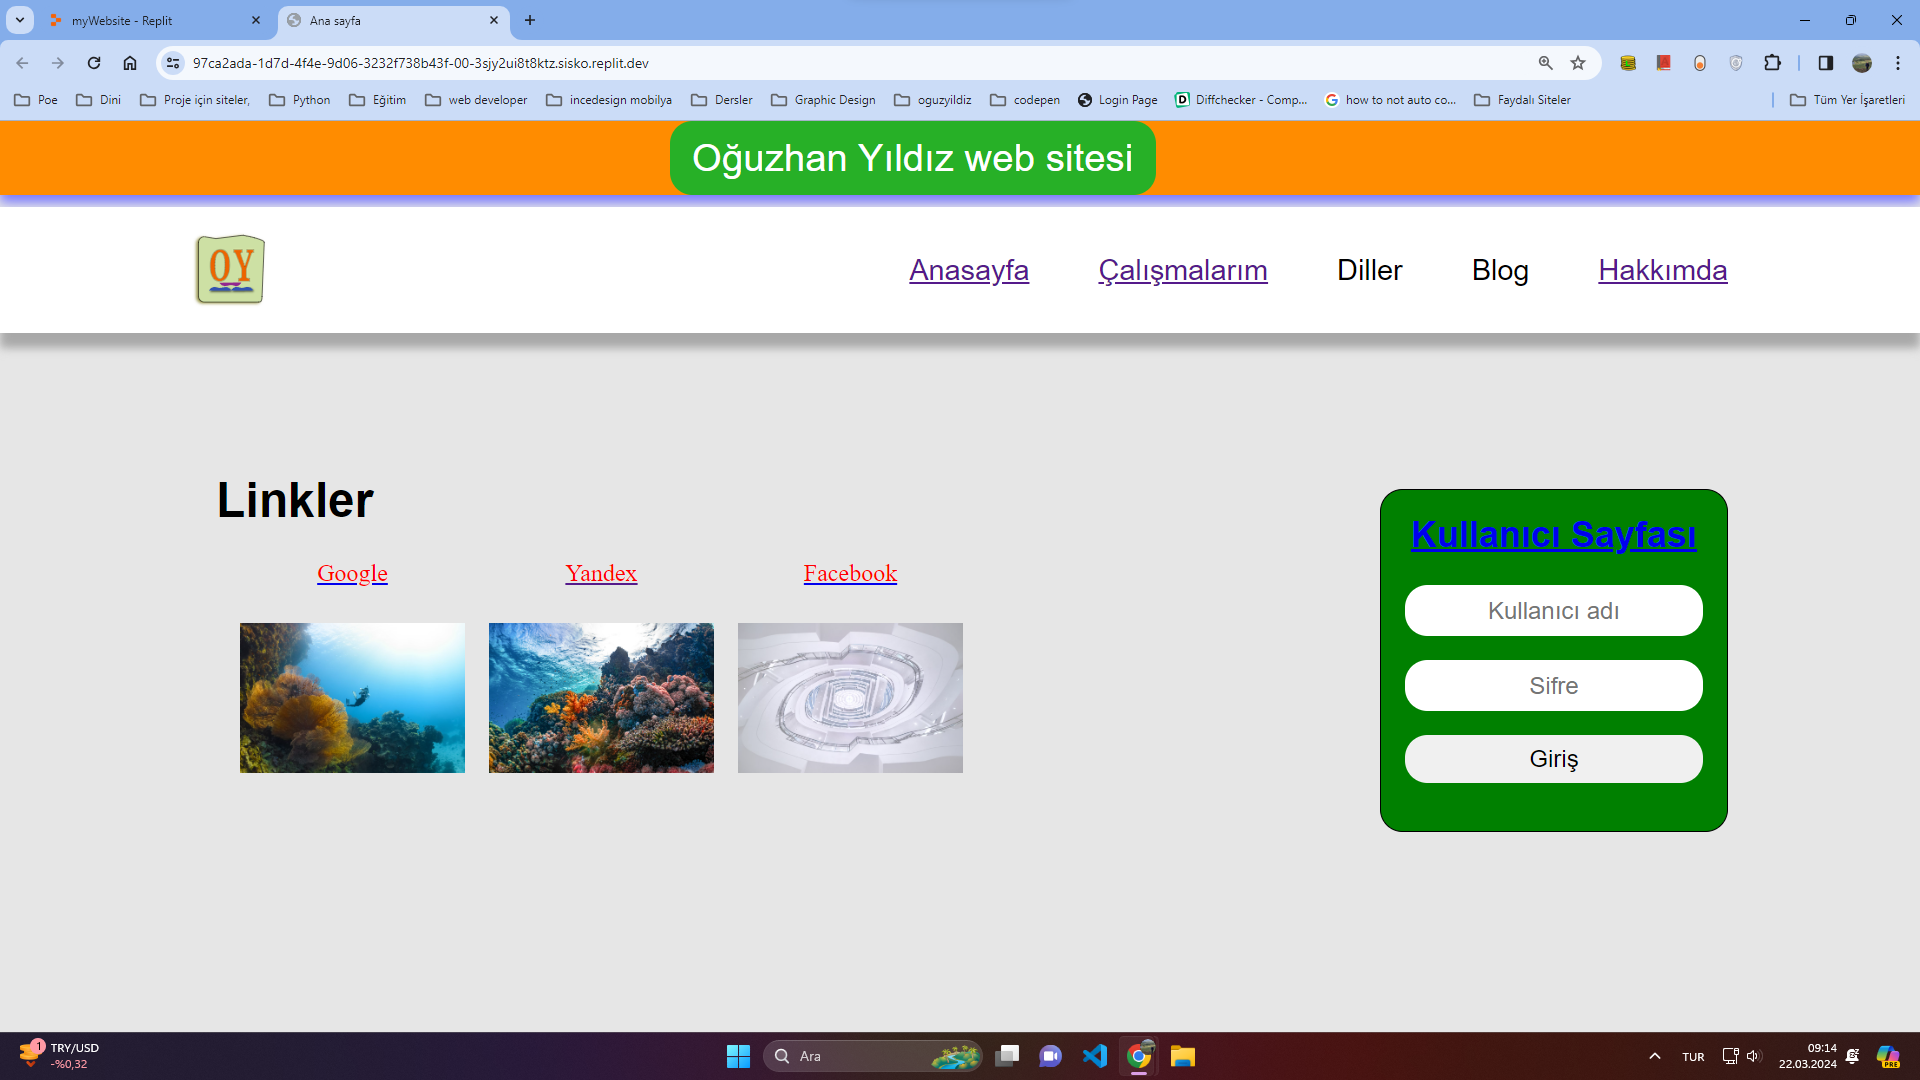 myWebsite - Replit
Ana sayfa
97ca2ada-1d7d-4f4e-9d06-3232f738b43f-00-3sjy2ui8t8ktz.sisko.replit.dev
Poe
Dini
Proje için siteler,
Python
Eğitim
web developer
incedesign mobilya
Dersler
Graphic Design
oguzyildiz
codepen
Login Page
Diffchecker - Comp...
how to not auto co...
Faydalı Siteler
Tüm Yer İşaretleri
Oğuzhan Yıldız web sitesi
OY
Anasayfa
Çalışmalarım
Diller
Blog
Hakkımda
Linkler
Google
Yandex
Facebook
Kullanıcı Sayfası
Kullanıcı adı
Sifre
Giriş
1
TRY/USD
-%0,32
Ara
TUR
09:14
22.03.2024
PRE